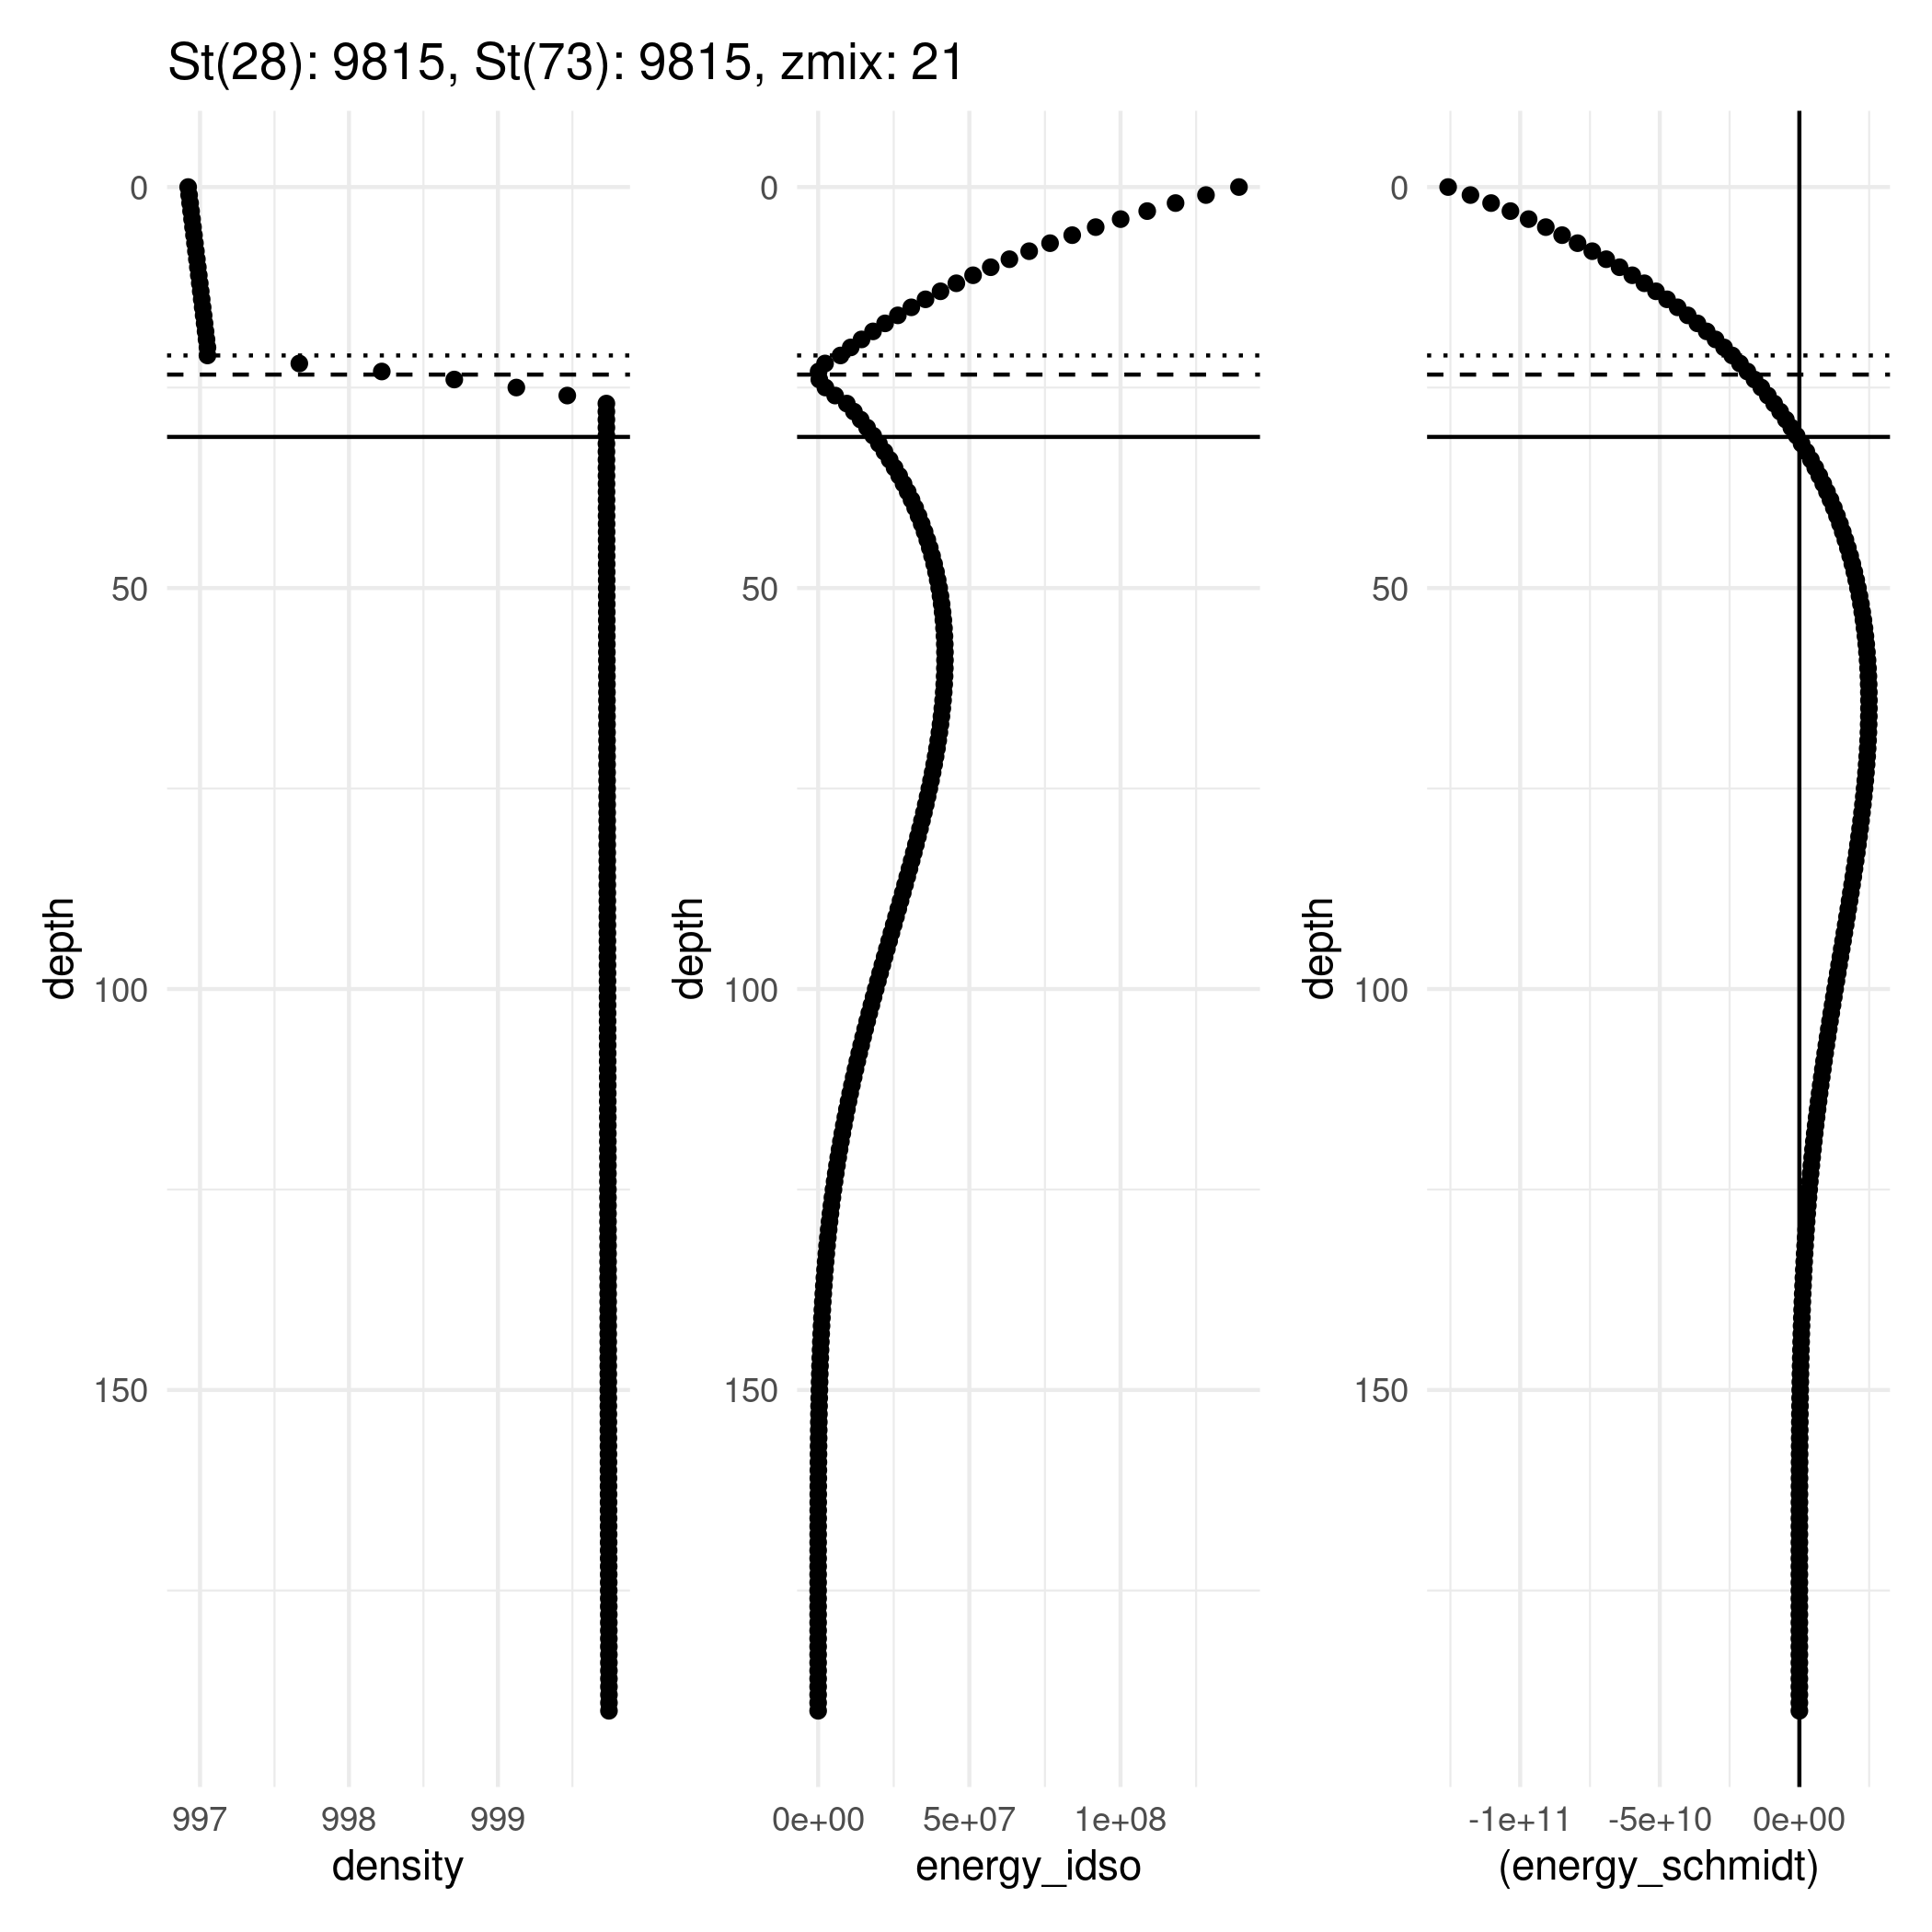 St(28): 9815, St(73): 9815, zmix: 21
depth
0
50
100
150
997 998 999
density
depth
0
50
100
150
0e+00 5e+07 1e+08
energy_idso
depth
0
50
100
150
-1e+11 -5e+10 0e+00
(energy_schmidt)